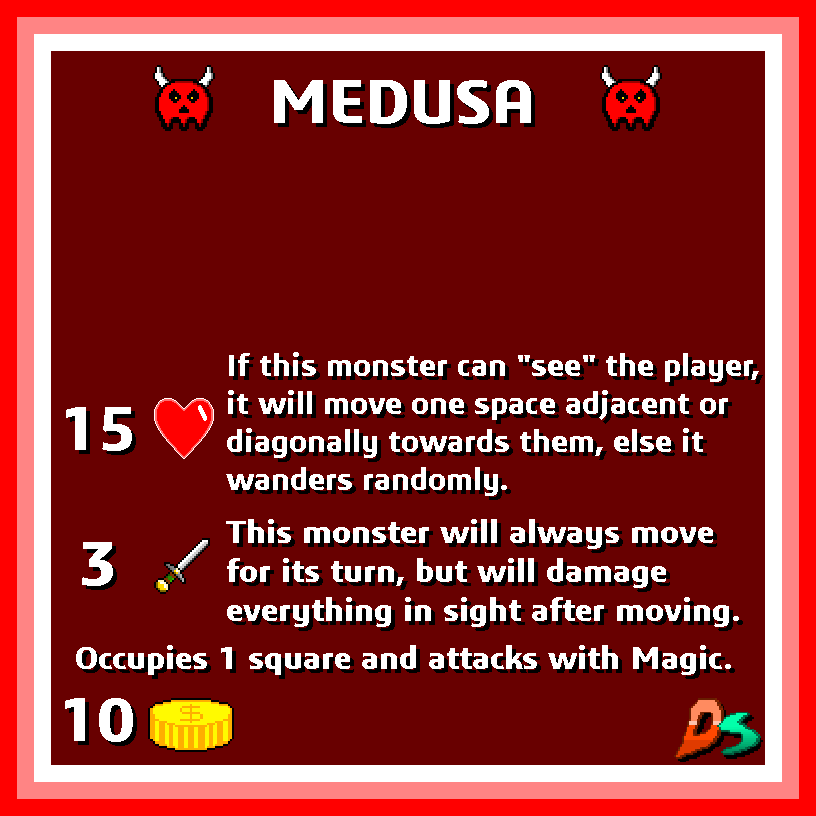 MEDUSA
If this monster can "see" the player,
it will move one space adjacent or
diagonally towards them, else it
wanders randomly.
15
This monster will always move
for its turn, but will damage
everything in sight after moving.
3
Occupies 1 square and attacks with Magic.
10 $
DS